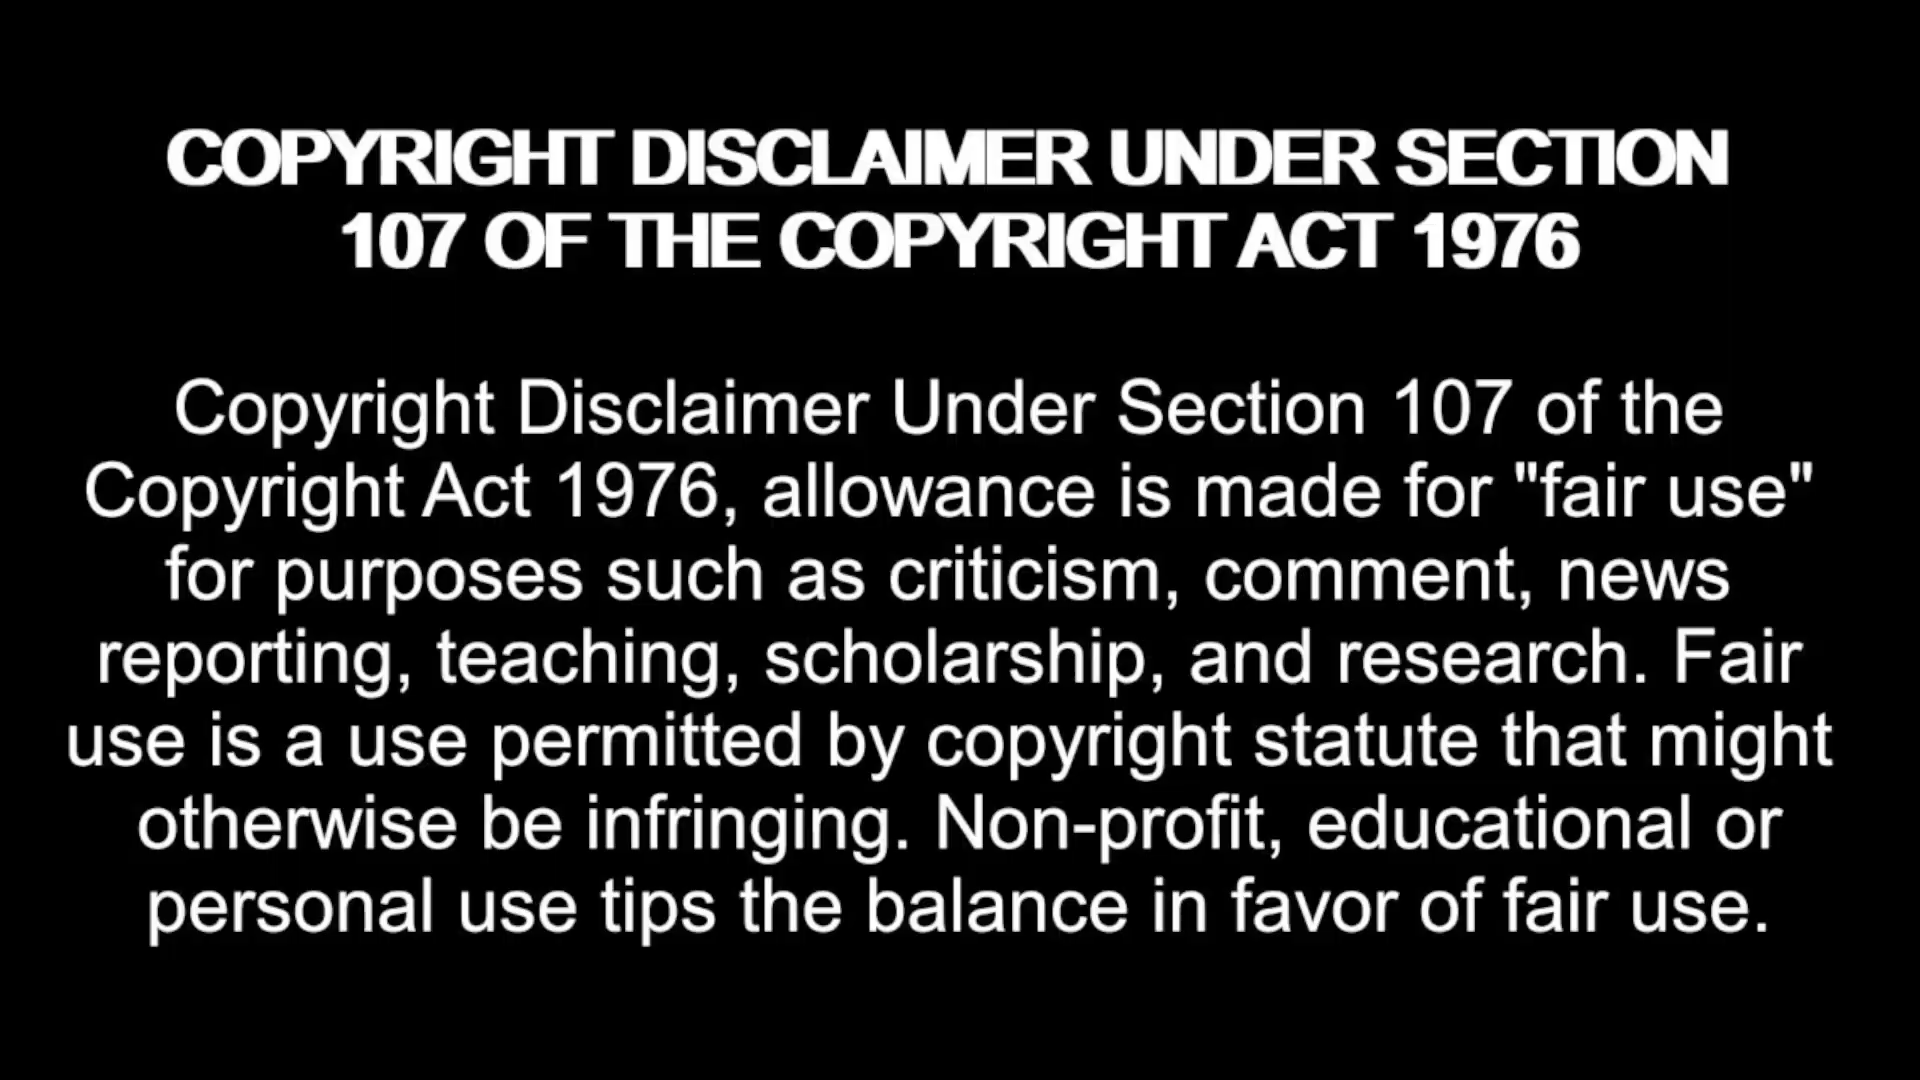 COPYRIGHT DISCLAIMER UNDER SECTION
107 OF THE COPYRIGHT ACT 1976
Copyright Disclaimer Under Section 107 of the
Copyright Act 1976, allowance is made for "fair use"
for purposes such as criticism, comment, news
reporting, teaching, scholarship, and research. Fair
use is a use permitted by copyright statute that might
otherwise be infringing. Non-profit, educational or
personal use tips the balance in favor of fair use.